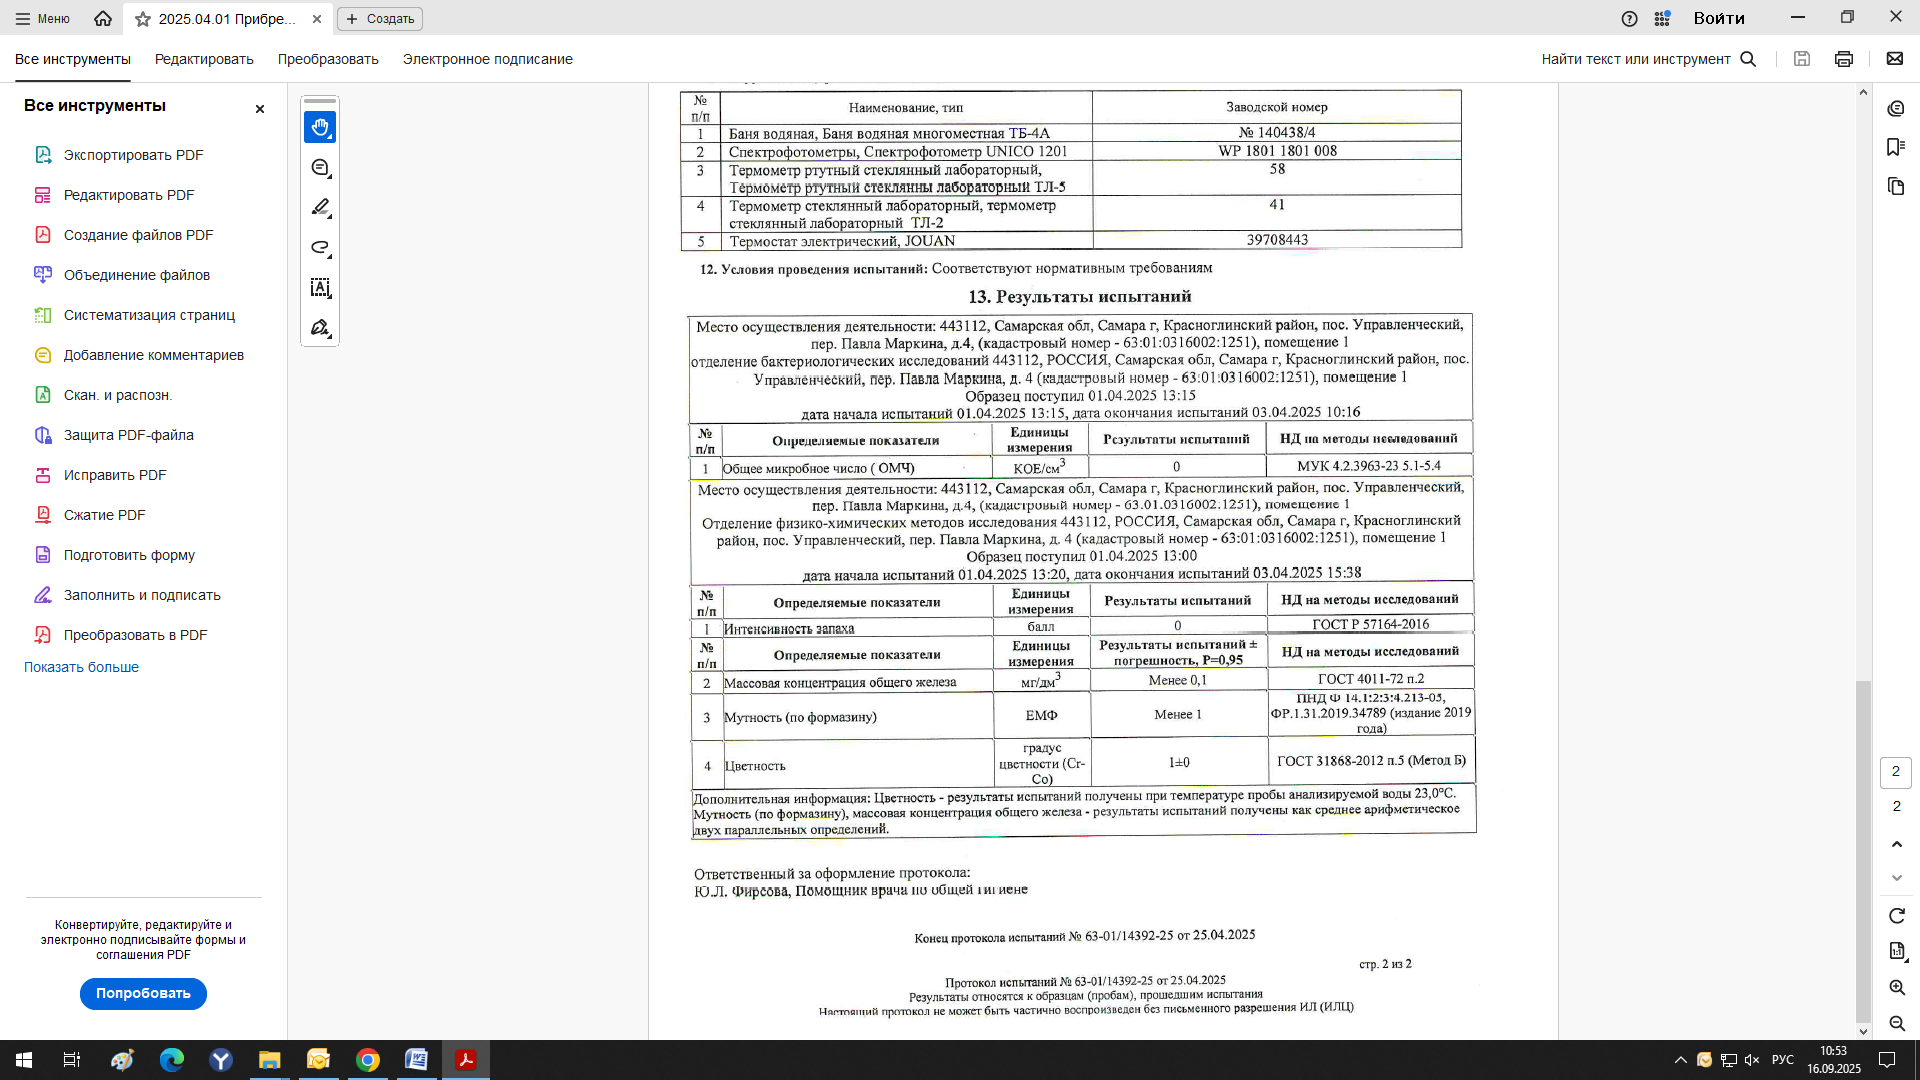 Меню
2025.04.01 Прибре...
Создать
Войти
Все инструменты
Редактировать
Преобразовать
Электронное подписание
Найти текст или инструмент
Все инструменты
Экспортировать PDF
Редактировать PDF
Создание файлов PDF
Объединение файлов
Систематизация страниц
Добавление комментариев
Скан. и распозн.
Защита PDF-файла
Исправить PDF
Сжатие PDF
Подготовить форму
Заполнить и подписать
Преобразовать в PDF
Показать больше
Конвертируйте, редактируйте и
электронно подписывайте формы и
соглашения PDF
Попробовать
№ п/п Наименование, тип Заводской номер
1 Баня водяная, Баня водяная многоместная ТБ-4А № 140438/4
2 Спектрофотометры, Спектрофотометр UNICO 1201 WP 1801 1801 008
3 Термометр ртутный стеклянный лабораторный, 58
Термометр ртутный стеклянны лабораторный ТЛ-5
4 Термометр стеклянный лабораторный, термометр 41
стеклянный лабораторный ТЛ-2
5 Термостат электрический, JOUAN 39708443
12. Условия проведения испытаний: Соответствуют нормативным требованиям
13. Результаты испытаний
Место осуществления деятельности: 443112, Самарская обл, Самара г, Красноглинский район, пос. Управленческий,
пер. Павла Маркина, д.4, (кадастровый номер - 63:01:0316002:1251), помещение 1
отделение бактериологических исследований 443112, РОССИЯ, Самарская обл, Самара г, Красноглинский район, пос.
Управленческий, пер. Павла Маркина, д. 4 (кадастровый номер - 63:01:0316002:1251), помещение 1
Образец поступил 01.04.2025 13:15
дата начала испытаний 01.04.2025 13:15, дата окончания испытаний 03.04.2025 10:16
№ п/п Определяемые показатели Единицы измерения Результаты испытаний НД на методы исследований
1 Общее микробное число ( ОМЧ) КОЕ/см3 0 МУК 4.2.3963-23 5.1-5.4
Место осуществления деятельности: 443112, Самарская обл, Самара г, Красноглинский район, пос. Управленческий,
пер. Павла Маркина, д.4, (кадастровый номер - 63:01:0316002:1251), помещение 1
Отделение физико-химических методов исследования 443112, РОССИЯ, Самарская обл, Самара г, Красноглинский
район, пос. Управленческий, пер. Павла Маркина, д. 4 (кадастровый номер - 63:01:0316002:1251), помещение 1
Образец поступил 01.04.2025 13:00
дата начала испытаний 01.04.2025 13:20, дата окончания испытаний 03.04.2025 15:38
№ п/п Определяемые показатели Единицы измерения Результаты испытаний НД на методы исследований
1 Интенсивность запаха балл 0 ГОСТ Р 57164-2016
№ п/п Определяемые показатели Единицы измерения Результаты испытаний ± погрешность, P=0,95 НД на методы исследований
2 Массовая концентрация общего железа мг/дм3 Менее 0,1 ГОСТ 4011-72 п.2
3 Мутность (по формазину) ЕМФ Менее 1 ПНД Ф 14.1:2:3:4.213-05, ФР.1.31.2019.34789 (издание 2019 года)
4 Цветность градус цветности (Cr-Co) 1±0 ГОСТ 31868-2012 п.5 (Метод Б)
Дополнительная информация: Цветность - результаты испытаний получены при температуре пробы анализируемой воды 23,0°С.
Мутность (по формазину), массовая концентрация общего железа - результаты испытаний получены как среднее арифметическое
двух параллельных определений.
Ответственный за оформление протокола:
Ю.Л. Фирсова, Помощник врача по общей гигиене
Конец протокола испытаний № 63-01/14392-25 от 25.04.2025
стр. 2 из 2
Протокол испытаний № 63-01/14392-25 от 25.04.2025
Результаты относятся к образцам (пробам), прошедшим испытания
Настоящий протокол не может быть частично воспроизведен без письменного разрешения ИЛ (ИЛЦ)
2
2
РУС
10:53
16.09.2025